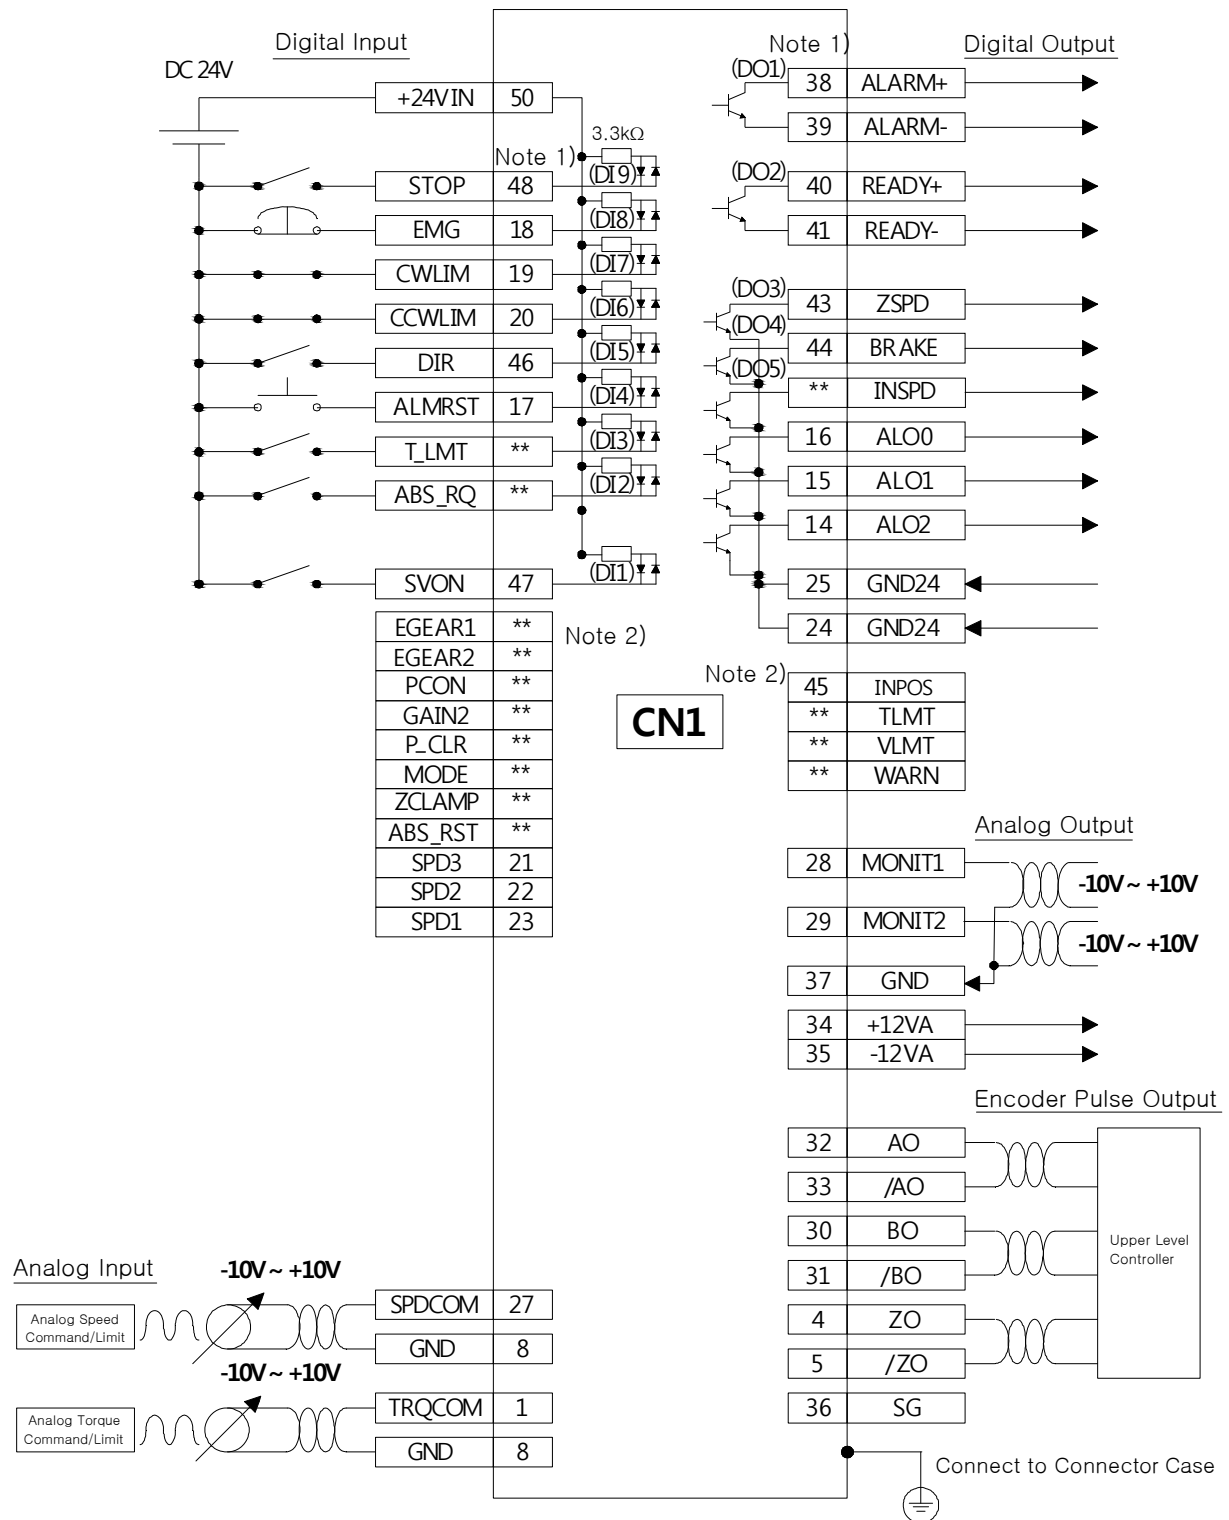 Digital Input
Note 1)
Digital Output
DC 24V
+24VIN 50
3.3kΩ
Note 1)
STOP 48 (DI9)
EMG 18 (DI8)
CWLIM 19 (DI7)
CCWLIM 20 (DI6)
DIR 46 (DI5)
ALMRST 17 (DI4)
T_LMT ** (DI3)
ABS_RQ ** (DI2)
SVON 47 (DI1)
EGEAR1 **
Note 2)
EGEAR2 **
PCON **
GAIN2 **
P_CLR **
MODE **
ZCLAMP **
ABS_RST **
SPD3 21
SPD2 22
SPD1 23
CN1
(DO1) 38 ALARM+
39 ALARM-
(DO2) 40 READY+
41 READY-
(DO3) 43 ZSPD
(DO4) 44 BRAKE
(DO5) ** INSPD
16 ALO0
15 ALO1
14 ALO2
25 GND24
24 GND24
Note 2)
45 INPOS
** TLMT
** VLMT
** WARN
Analog Output
28 MONIT1
-10V ~ +10V
29 MONIT2
-10V ~ +10V
37 GND
34 +12VA
35 -12VA
Encoder Pulse Output
32 AO
33 /AO
30 BO
31 /BO
4 ZO
5 /ZO
36 SG
Upper Level
Controller
Analog Input
-10V ~ +10V
Analog Speed
Command/Limit
SPDCOM 27
GND 8
-10V ~ +10V
Analog Torque
Command/Limit
TRQCOM 1
GND 8
Connect to Connector Case